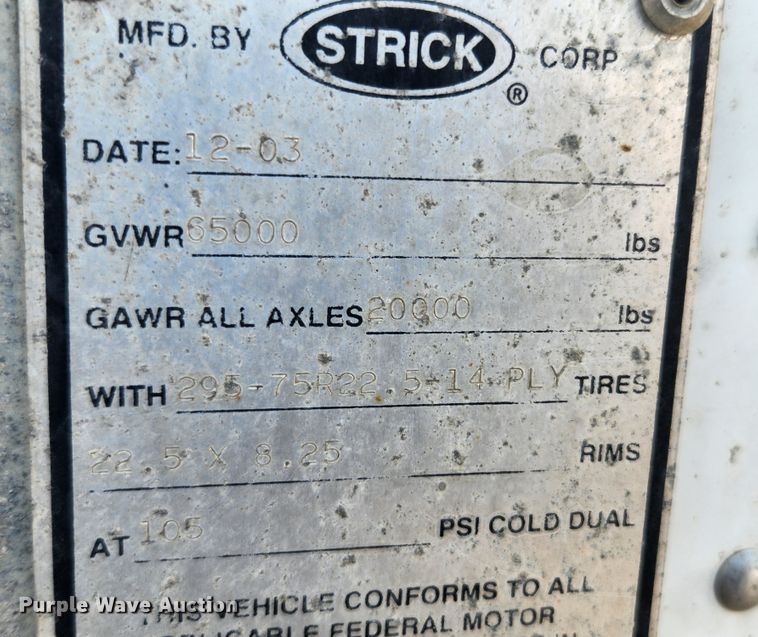 MFD. BY STRICK ® CORP
DATE: 12-03
GVWR 65000 lbs
GAWR ALL AXLES 20000 lbs
WITH 295-75R22.5-14 PLY TIRES
22.5 X 8.25 RIMS
AT 105 PSI COLD DUAL
THIS VEHICLE CONFORMS TO ALL
FEDERAL MOTOR
Purple Wave Auction